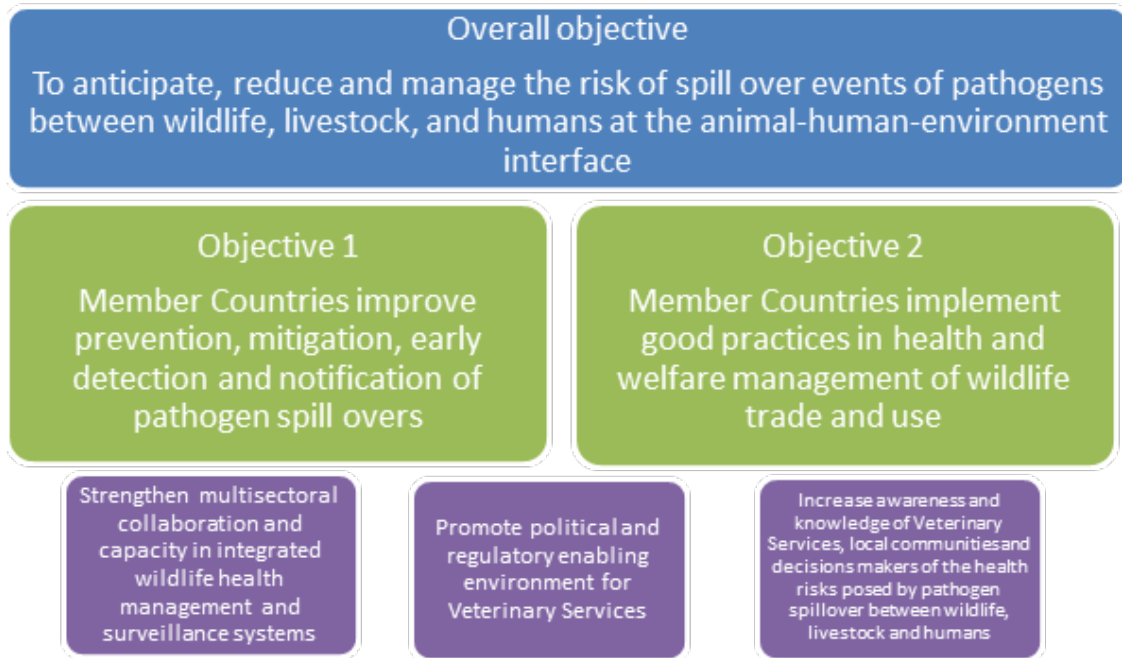 Overall objective
To anticipate, reduce and manage the risk of spill over events of pathogens
between wildlife, livestock, and humans at the animal-human-environment
interface
Objective 1
Member Countries improve
prevention, mitigation, early
detection and notification of
pathogen spill overs
Objective 2
Member Countries implement
good practices in health and
welfare management of wildlife
trade and use
Strengthen multisectoral
collaboration and
capacity in integrated
wildlife health
management and
surveillance systems
Promote political and
regulatory enabling
environment for
Veterinary Services
Increase awareness and
knowledge of Veterinary
Services, local communities and
decisions makers of the health
risks posed by pathogen
spillover between wildlife,
livestock and humans